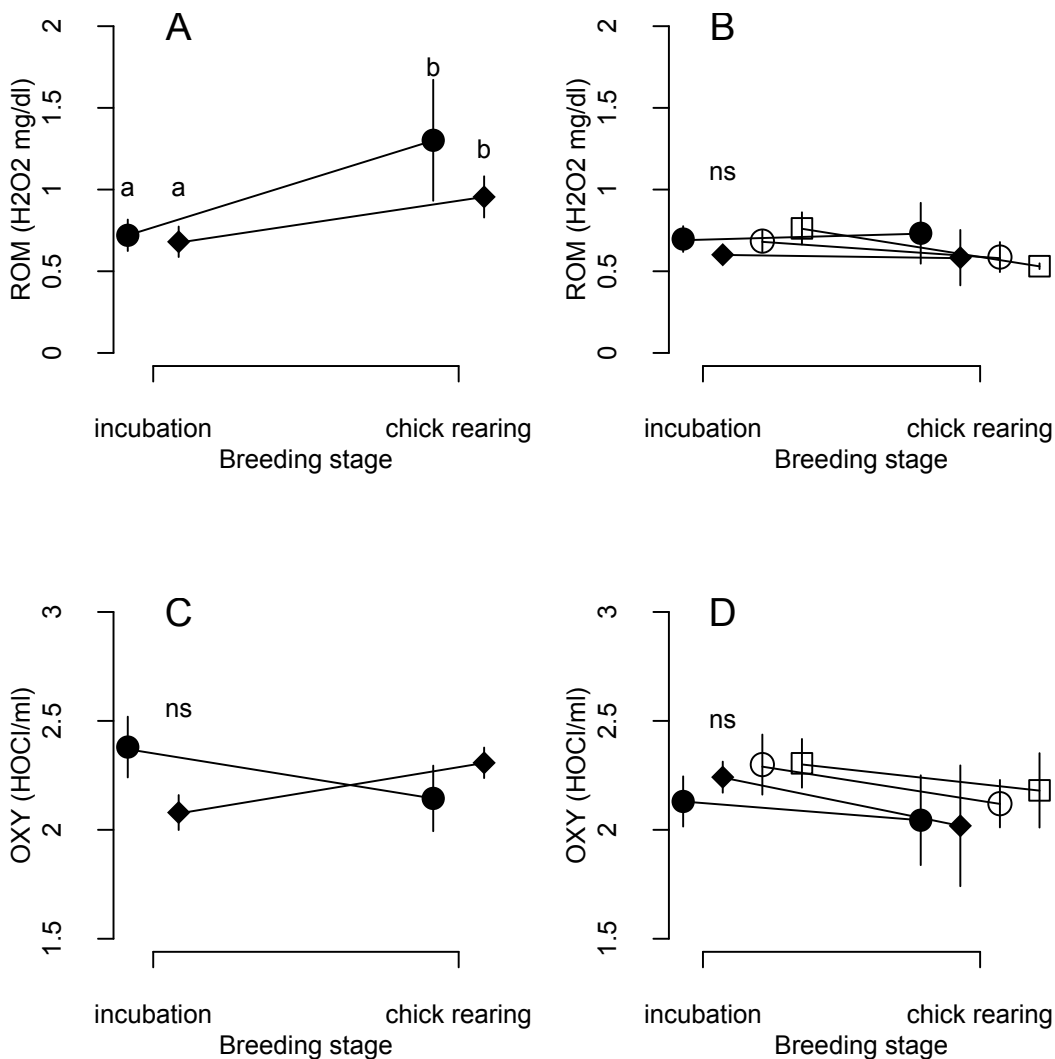 A
ROM (H2O2 mg/dl)
2
1.5
1
0.5
0
a
a
b
b
incubation
chick rearing
Breeding stage
B
ROM (H2O2 mg/dl)
2
1.5
1
0.5
0
ns
incubation
chick rearing
Breeding stage
C
OXY (HOCl/ml)
3
2.5
2
1.5
ns
incubation
chick rearing
Breeding stage
D
OXY (HOCl/ml)
3
2.5
2
1.5
ns
incubation
chick rearing
Breeding stage